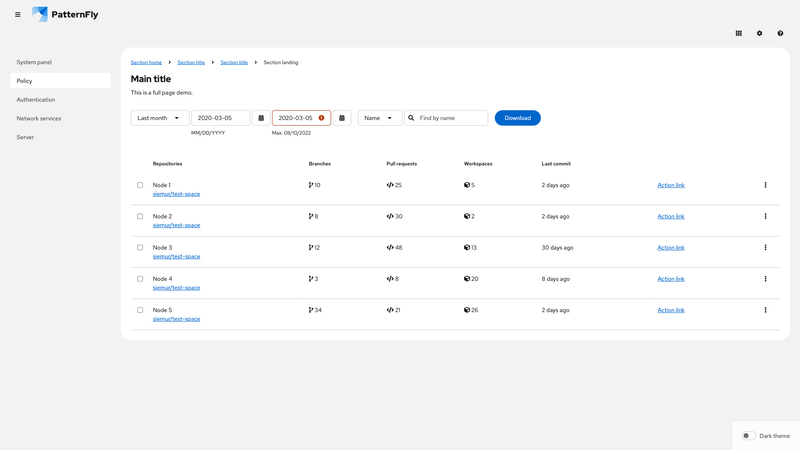 PatternFly
System panel
Policy
Authentication
Network services
Server
Section home Section title Section title Section landing
Main title
This is a full page demo.
Last month 2020-03-05 2020-03-05 Name Find by name Download
MM/DD/YYYY Max: 08/10/2022
Repositories Branches Pull requests Workspaces Last commit
Node 1 10 25 5 2 days ago Action link
siemur/test-space
Node 2 8 30 2 2 days ago Action link
siemur/test-space
Node 3 12 48 13 30 days ago Action link
siemur/test-space
Node 4 3 8 20 8 days ago Action link
siemur/test-space
Node 5 34 21 26 2 days ago Action link
siemur/test-space
Dark theme